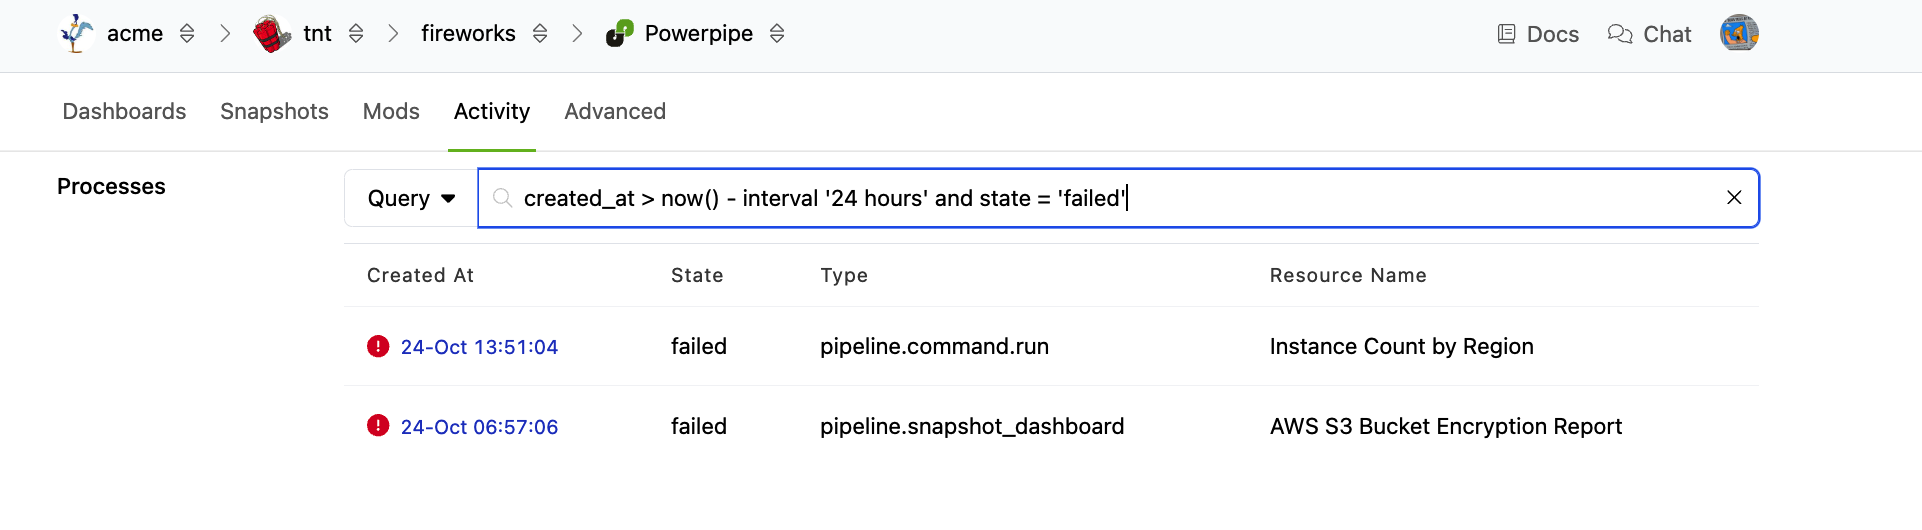 acme tnt fireworks Powerpipe Docs Chat
Dashboards Snapshots Mods Activity Advanced
Processes
Query created_at > now() - interval '24 hours' and state = 'failed'
Created At State Type Resource Name
24-Oct 13:51:04 failed pipeline.command.run Instance Count by Region
24-Oct 06:57:06 failed pipeline.snapshot_dashboard AWS S3 Bucket Encryption Report